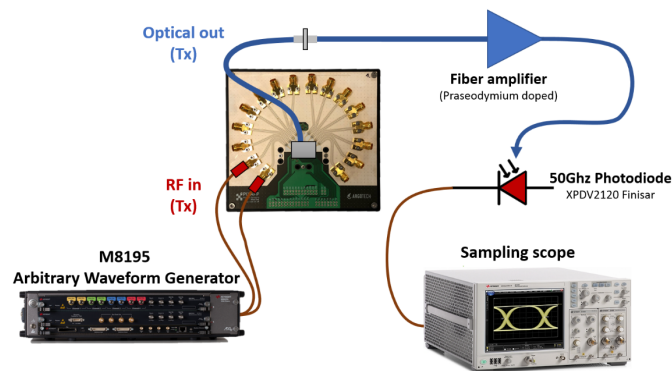 Optical out
(Tx)
Fiber amplifier
(Praseodymium doped)
RF in
(Tx)
50Ghz Photodiode
XPDV2120 Finisar
M8195
Arbitrary Waveform Generator
Sampling scope